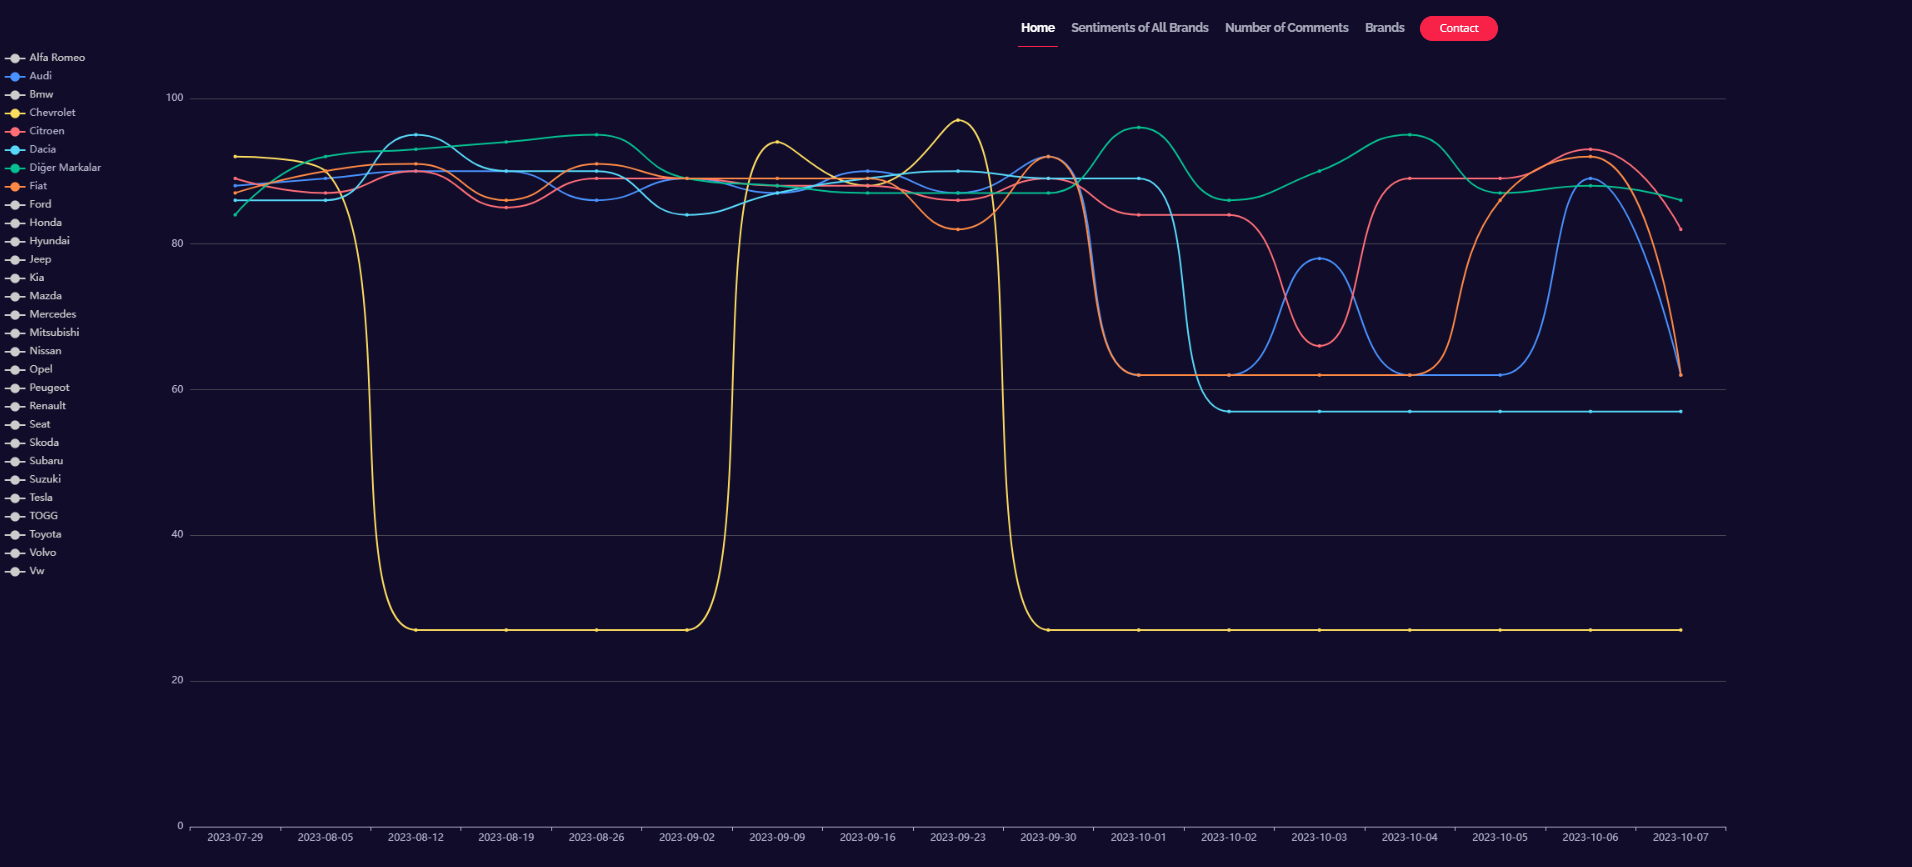 Home Sentiments of All Brands Number of Comments Brands Contact
Alfa Romeo
Audi
Bmw
Chevrolet
Citroen
Dacia
Diğer Markalar
Fiat
Ford
Honda
Hyundai
Jeep
Kia
Mazda
Mercedes
Mitsubishi
Nissan
Opel
Peugeot
Renault
Seat
Skoda
Subaru
Suzuki
Tesla
TOGG
Toyota
Volvo
Vw
100
80
60
40
20
0
2023-07-29 2023-08-05 2023-08-12 2023-08-19 2023-08-26 2023-09-02 2023-09-09 2023-09-16 2023-09-23 2023-09-30 2023-10-01 2023-10-02 2023-10-03 2023-10-04 2023-10-05 2023-10-06 2023-10-07